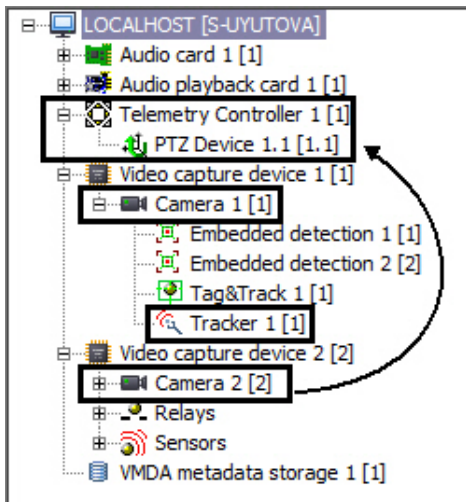 LOCALHOST [S-UYUTOVA]
Audio card 1 [1]
Audio playback card 1 [1]
Telemetry Controller 1 [1]
PTZ Device 1.1 [1.1]
Video capture device 1 [1]
Camera 1 [1]
Embedded detection 1 [1]
Embedded detection 2 [2]
Tag&Track 1 [1]
Tracker 1 [1]
Video capture device 2 [2]
Camera 2 [2]
Relays
Sensors
VMDA metadata storage 1 [1]